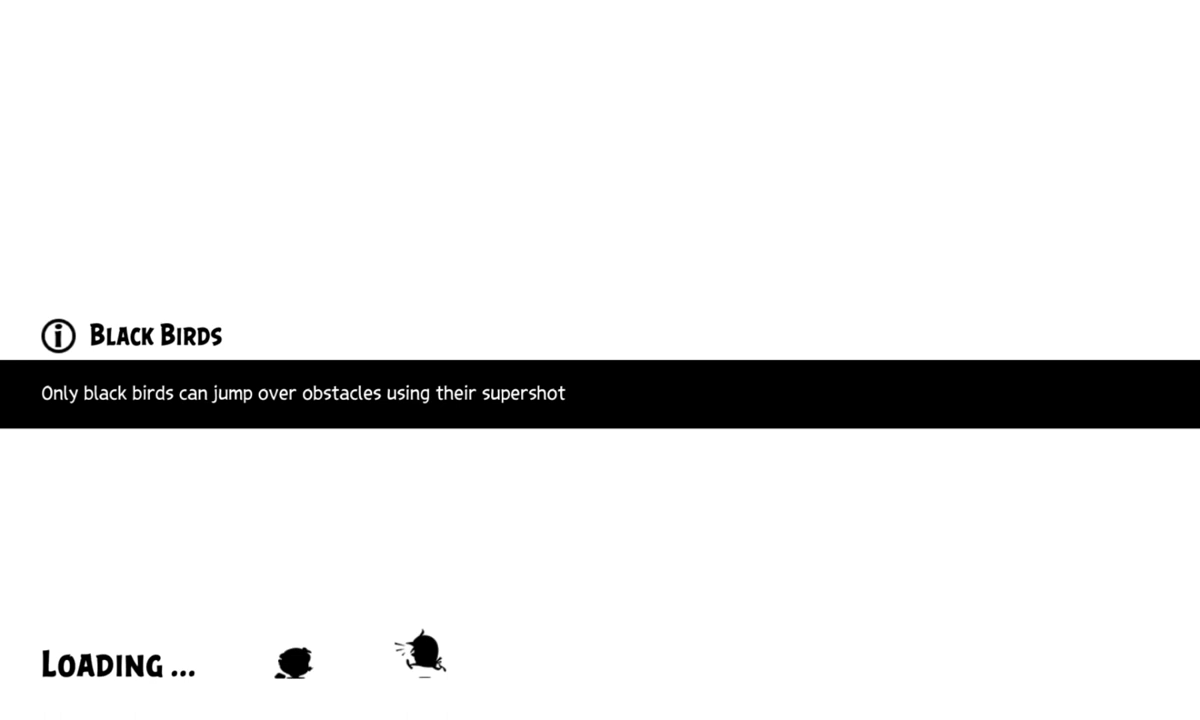 Black Birds
Only black birds can jump over obstacles using their supershot
Loading ...